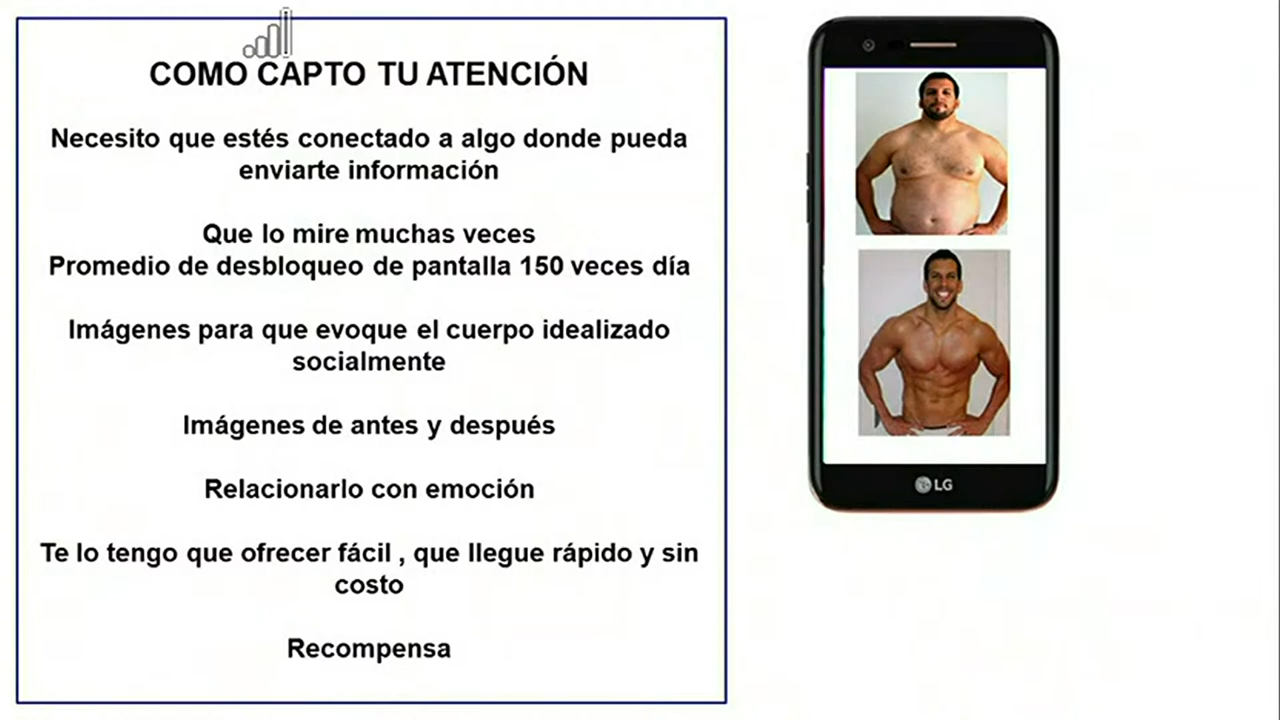 COMO CAPTO TU ATENCIÓN
Necesito que estés conectado a algo donde pueda
enviarte información
Que lo mire muchas veces
Promedio de desbloqueo de pantalla 150 veces día
Imágenes para que evoque el cuerpo idealizado
socialmente
Imágenes de antes y después
Relacionarlo con emoción
Te lo tengo que ofrecer fácil , que llegue rápido y sin
costo
Recompensa
LG